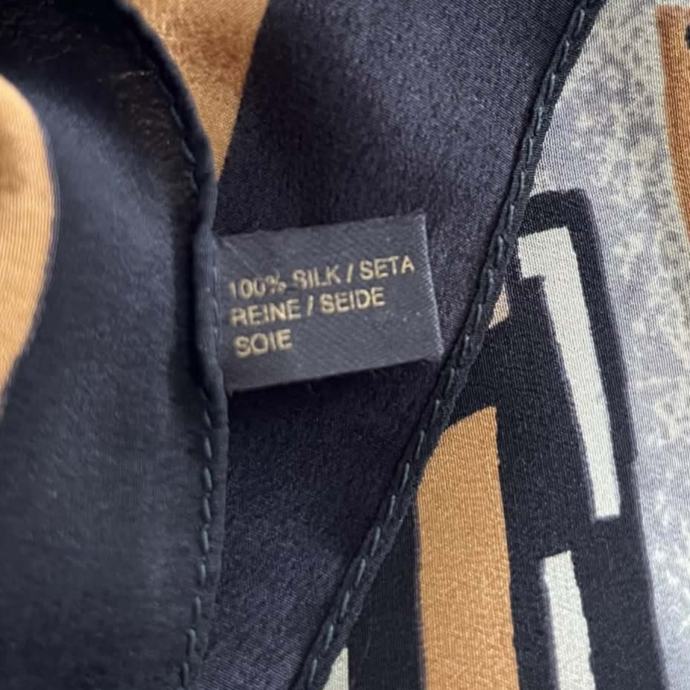 100% SILK / SETA
REINE / SEIDE
SOIE